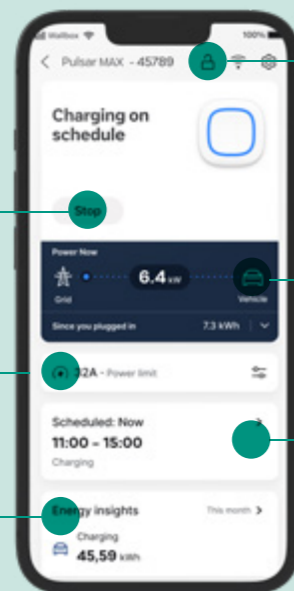 Wallbox 100%
Pulsar MAX - 45789
Charging on
schedule
Stop
Power Now
6.4 kW
Grid Vehicle
Since you plugged in 7.3 kWh
32A - Power limit
Scheduled: Now
11:00 – 15:00
Charging
Energy insights This month
Charging
45,59 kWh